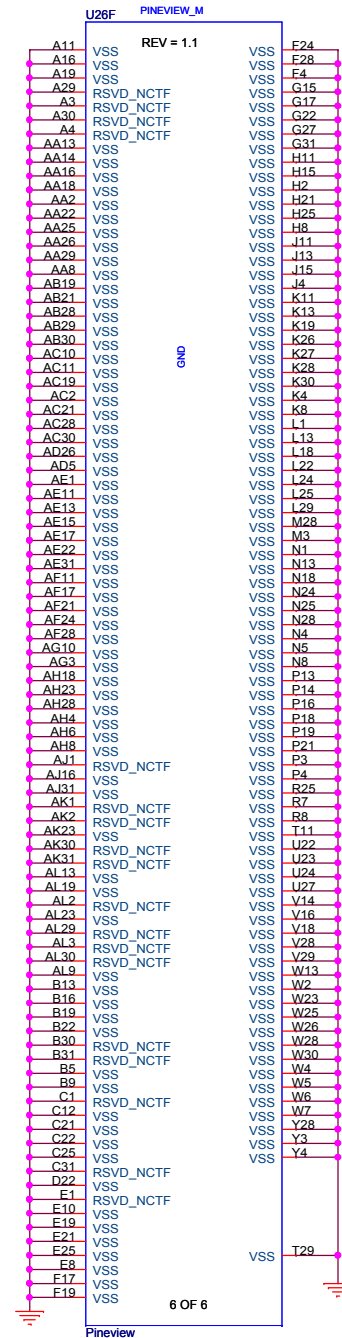 U26F PINEVIEW_M
REV = 1.1
A11 VSS VSS F24
A16 VSS VSS F28
A19 VSS VSS F4
A29 RSVD_NCTF VSS G15
A3 RSVD_NCTF VSS G17
A30 RSVD_NCTF VSS G22
A4 RSVD_NCTF VSS G27
AA13 VSS VSS G31
AA14 VSS VSS H11
AA16 VSS VSS H15
AA18 VSS VSS H2
AA2 VSS VSS H21
AA22 VSS VSS H25
AA25 VSS VSS H8
AA26 VSS VSS J11
AA29 VSS VSS J13
AA8 VSS VSS J15
AB19 VSS VSS J4
AB21 VSS VSS K11
AB28 VSS VSS K13
AB29 VSS VSS K19
AB30 VSS VSS K26
GND
AC10 VSS VSS K27
AC11 VSS VSS K28
AC19 VSS VSS K30
AC2 VSS VSS K4
AC21 VSS VSS K8
AC28 VSS VSS L1
AC30 VSS VSS L13
AD26 VSS VSS L18
AD5 VSS VSS L22
AE1 VSS VSS L24
AE11 VSS VSS L25
AE13 VSS VSS L29
AE15 VSS VSS M28
AE17 VSS VSS M3
AE22 VSS VSS N1
AE31 VSS VSS N13
AF11 VSS VSS N18
AF17 VSS VSS N24
AF21 VSS VSS N25
AF24 VSS VSS N28
AF28 VSS VSS N4
AG10 VSS VSS N5
AG3 VSS VSS N8
AH18 VSS VSS P13
AH23 VSS VSS P14
AH28 VSS VSS P16
AH4 VSS VSS P18
AH6 VSS VSS P19
AH8 VSS VSS P21
AJ1 RSVD_NCTF VSS P3
AJ16 VSS VSS P4
AJ31 VSS VSS R25
AK1 RSVD_NCTF VSS R7
AK2 RSVD_NCTF VSS R8
AK23 VSS VSS T11
AK30 RSVD_NCTF VSS U22
AK31 RSVD_NCTF VSS U23
AL13 VSS VSS U24
AL19 VSS VSS U27
AL2 RSVD_NCTF VSS V14
AL23 VSS VSS V16
AL29 RSVD_NCTF VSS V18
AL3 RSVD_NCTF VSS V28
AL30 RSVD_NCTF VSS V29
AL9 VSS VSS W13
B13 VSS VSS W2
B16 VSS VSS W23
B19 VSS VSS W25
B22 VSS VSS W26
B30 RSVD_NCTF VSS W28
B31 RSVD_NCTF VSS W30
B5 VSS VSS W4
B9 VSS VSS W5
C1 RSVD_NCTF VSS W6
C12 VSS VSS W7
C21 VSS VSS Y28
C22 VSS VSS Y3
C25 VSS VSS Y4
C31 RSVD_NCTF
D22 VSS
E1 RSVD_NCTF
E10 VSS
E19 VSS
E21 VSS
E25 VSS VSS T29
E8 VSS
F17 VSS
F19 VSS
6 OF 6
Pineview